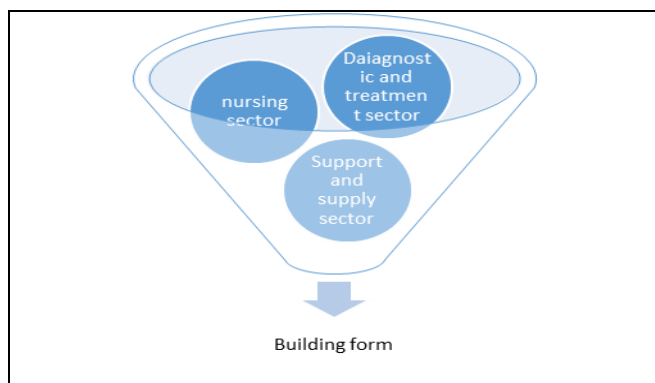 nursing
sector
Daiagnost
ic and
treatmen
t sector
Support
and
supply
sector
Building form